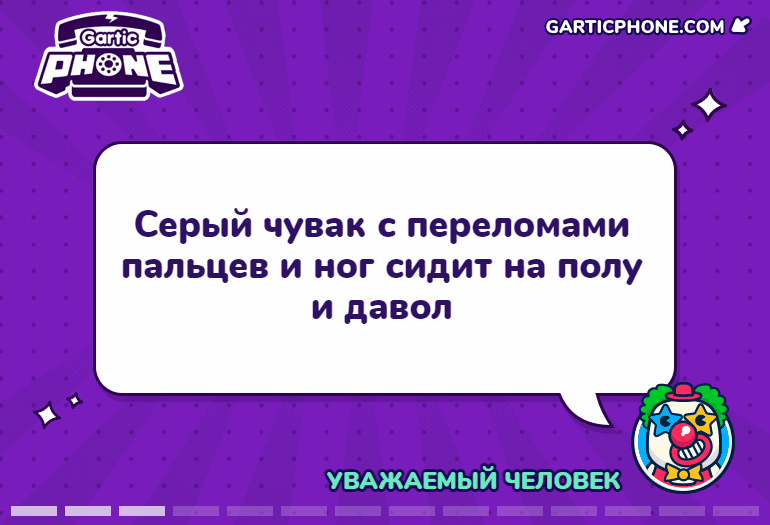 Gartic
PHONE
GARTICPHONE.COM
Серый чувак с переломами
пальцев и ног сидит на полу
и давол
УВАЖАЕМЫЙ ЧЕЛОВЕК